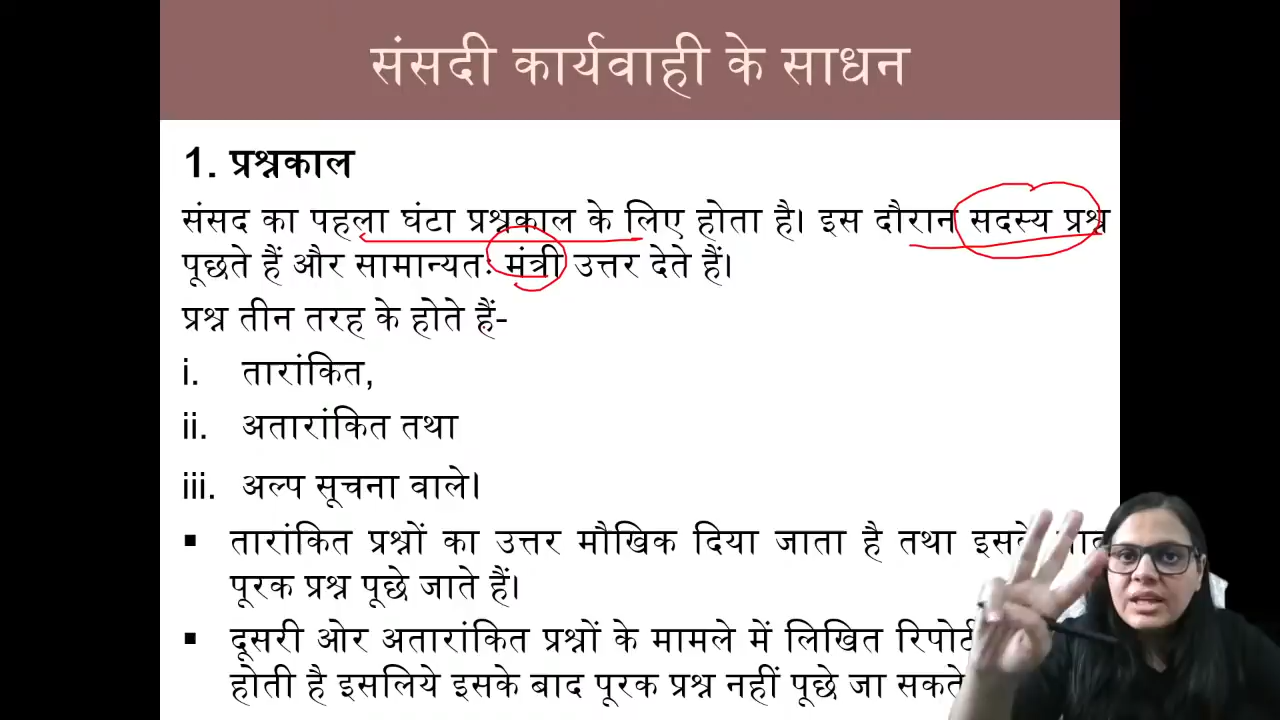 संसदी कार्यवाही के साधन
1. प्रश्नकाल
संसद का पहला घंटा प्रश्नकाल के लिए होता है। इस दौरान सदस्य प्रश्न
पूछते हैं और सामान्यतः मंत्री उत्तर देते हैं।
प्रश्न तीन तरह के होते हैं-
i. तारांकित,
ii. अतारांकित तथा
iii. अल्प सूचना वाले।
▪ तारांकित प्रश्नों का उत्तर मौखिक दिया जाता है तथा
पूरक प्रश्न पूछे जाते हैं।
▪ दूसरी ओर अतारांकित प्रश्नों के मामले में लिखित
होती है इसलिये इसके बाद पूरक प्रश्न नहीं पूछे जा सकते